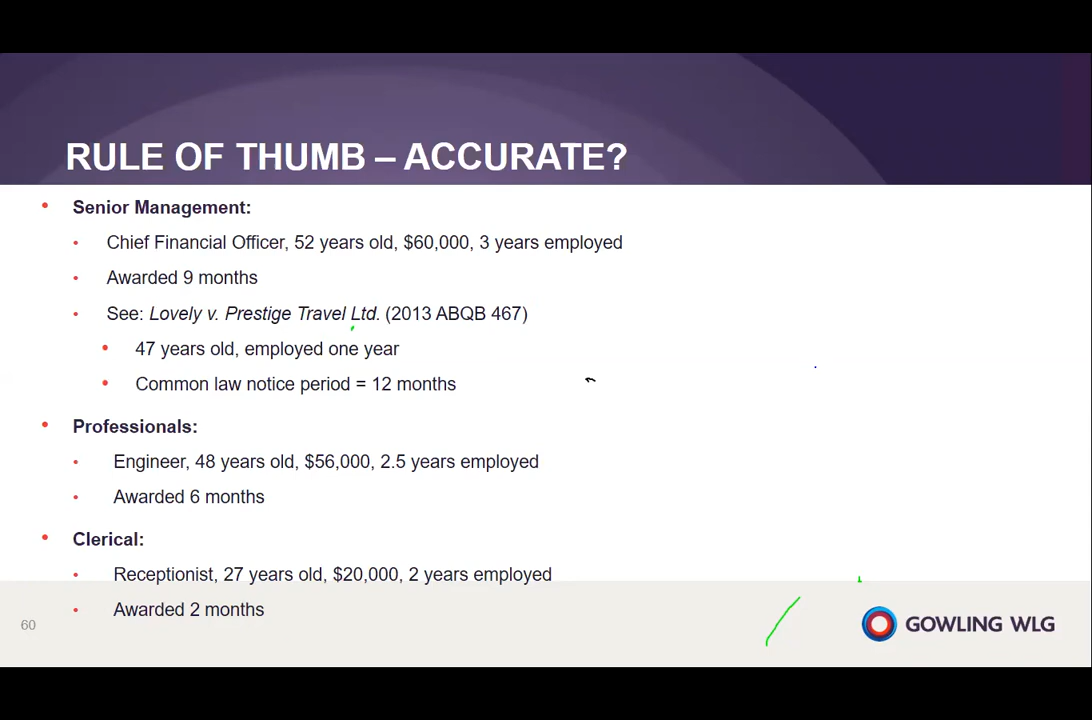 RULE OF THUMB – ACCURATE?
• Senior Management:
• Chief Financial Officer, 52 years old, $60,000, 3 years employed
• Awarded 9 months
• See: Lovely v. Prestige Travel Ltd. (2013 ABQB 467)
• 47 years old, employed one year
• Common law notice period = 12 months
• Professionals:
• Engineer, 48 years old, $56,000, 2.5 years employed
• Awarded 6 months
• Clerical:
• Receptionist, 27 years old, $20,000, 2 years employed
• Awarded 2 months
60
GOWLING WLG